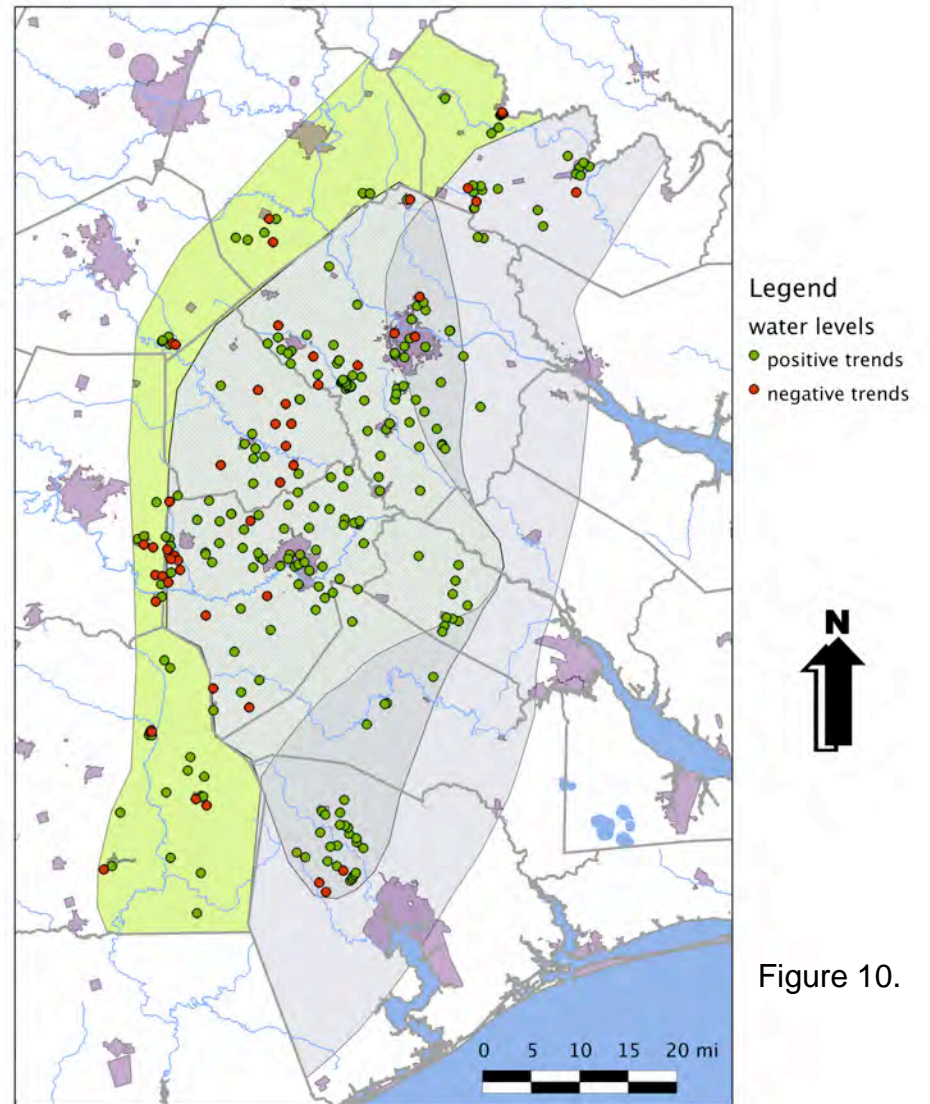 Legend
water levels
positive trends
negative trends
N
Figure 10.
0 5 10 15 20 mi